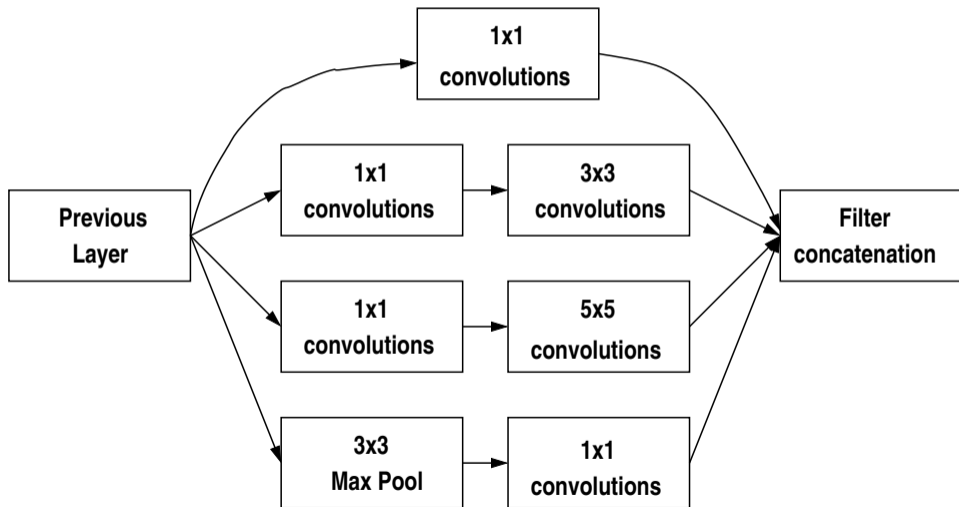 1x1
convolutions
Previous
Layer
1x1
convolutions
3x3
convolutions
1x1
convolutions
5x5
convolutions
3x3
Max Pool
1x1
convolutions
Filter
concatenation